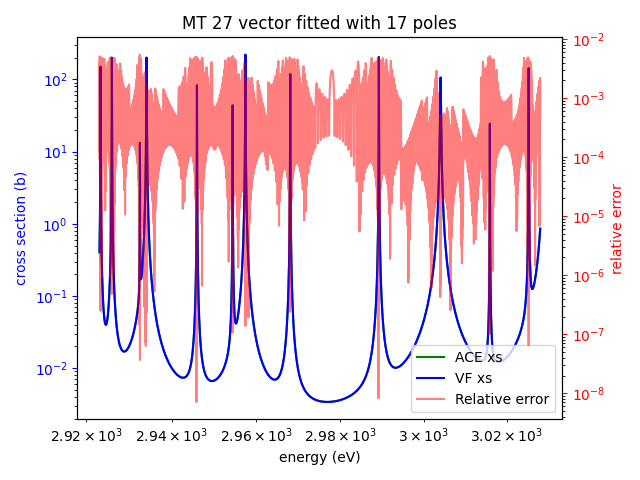 MT 27 vector fitted with 17 poles
cross section (b)
10²
10¹
10⁰
10⁻¹
10⁻²
10⁻²
10⁻³
10⁻⁴
10⁻⁵
10⁻⁶
10⁻⁷
10⁻⁸
relative error
ACE xs
VF xs
Relative error
2.92 × 10³ 2.94 × 10³ 2.96 × 10³ 2.98 × 10³ 3 × 10³ 3.02 × 10³
energy (eV)